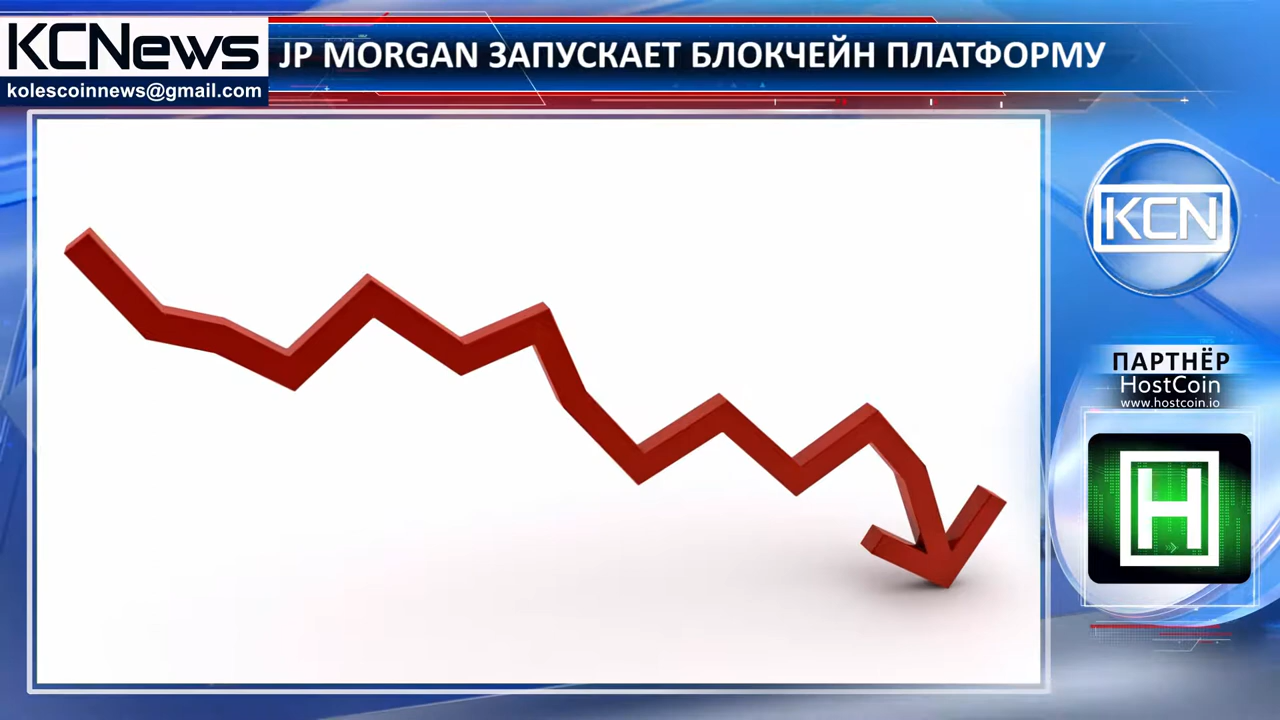 KCNews
JP MORGAN ЗАПУСКАЕТ БЛОКЧЕЙН ПЛАТФОРМУ
kolescoinnews@gmail.com
KCN
ПАРТНЁР
HostCoin
www.hostcoin.io
H